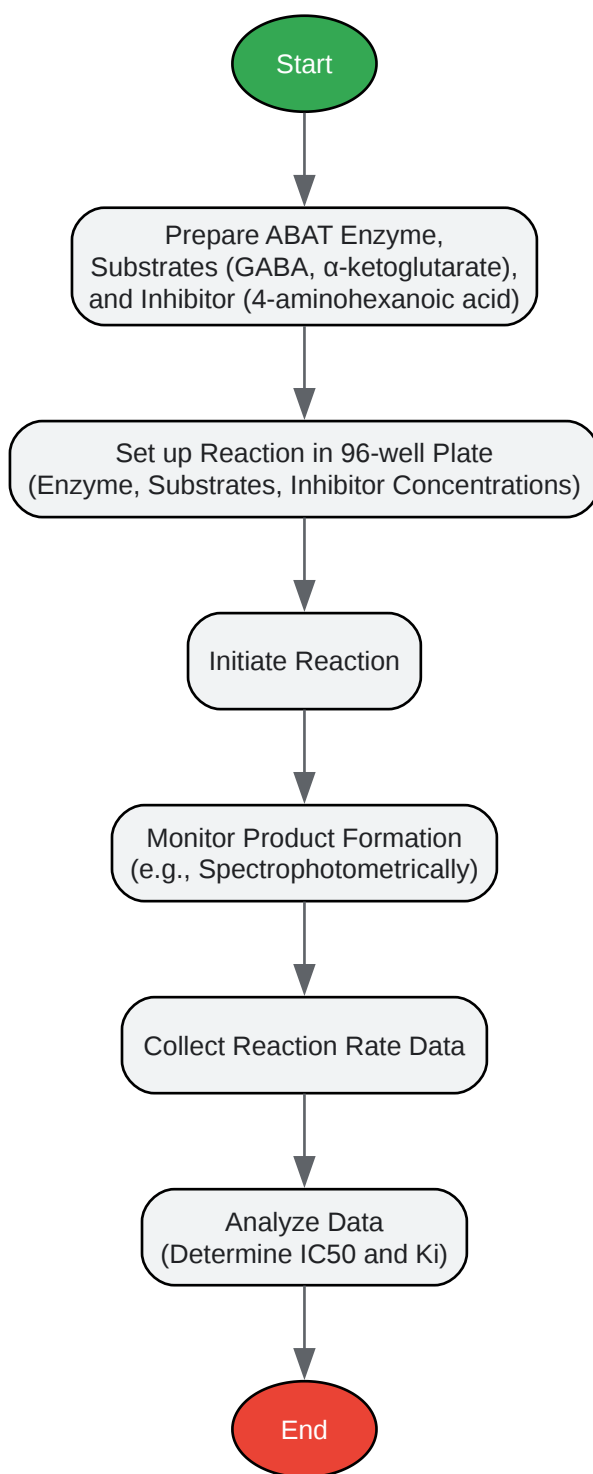 Start
Prepare ABAT Enzyme,
Substrates (GABA, α-ketoglutarate),
and Inhibitor (4-aminohexanoic acid)
Set up Reaction in 96-well Plate
(Enzyme, Substrates, Inhibitor Concentrations)
Initiate Reaction
Monitor Product Formation
(e.g., Spectrophotometrically)
Collect Reaction Rate Data
Analyze Data
(Determine IC50 and Ki)
End